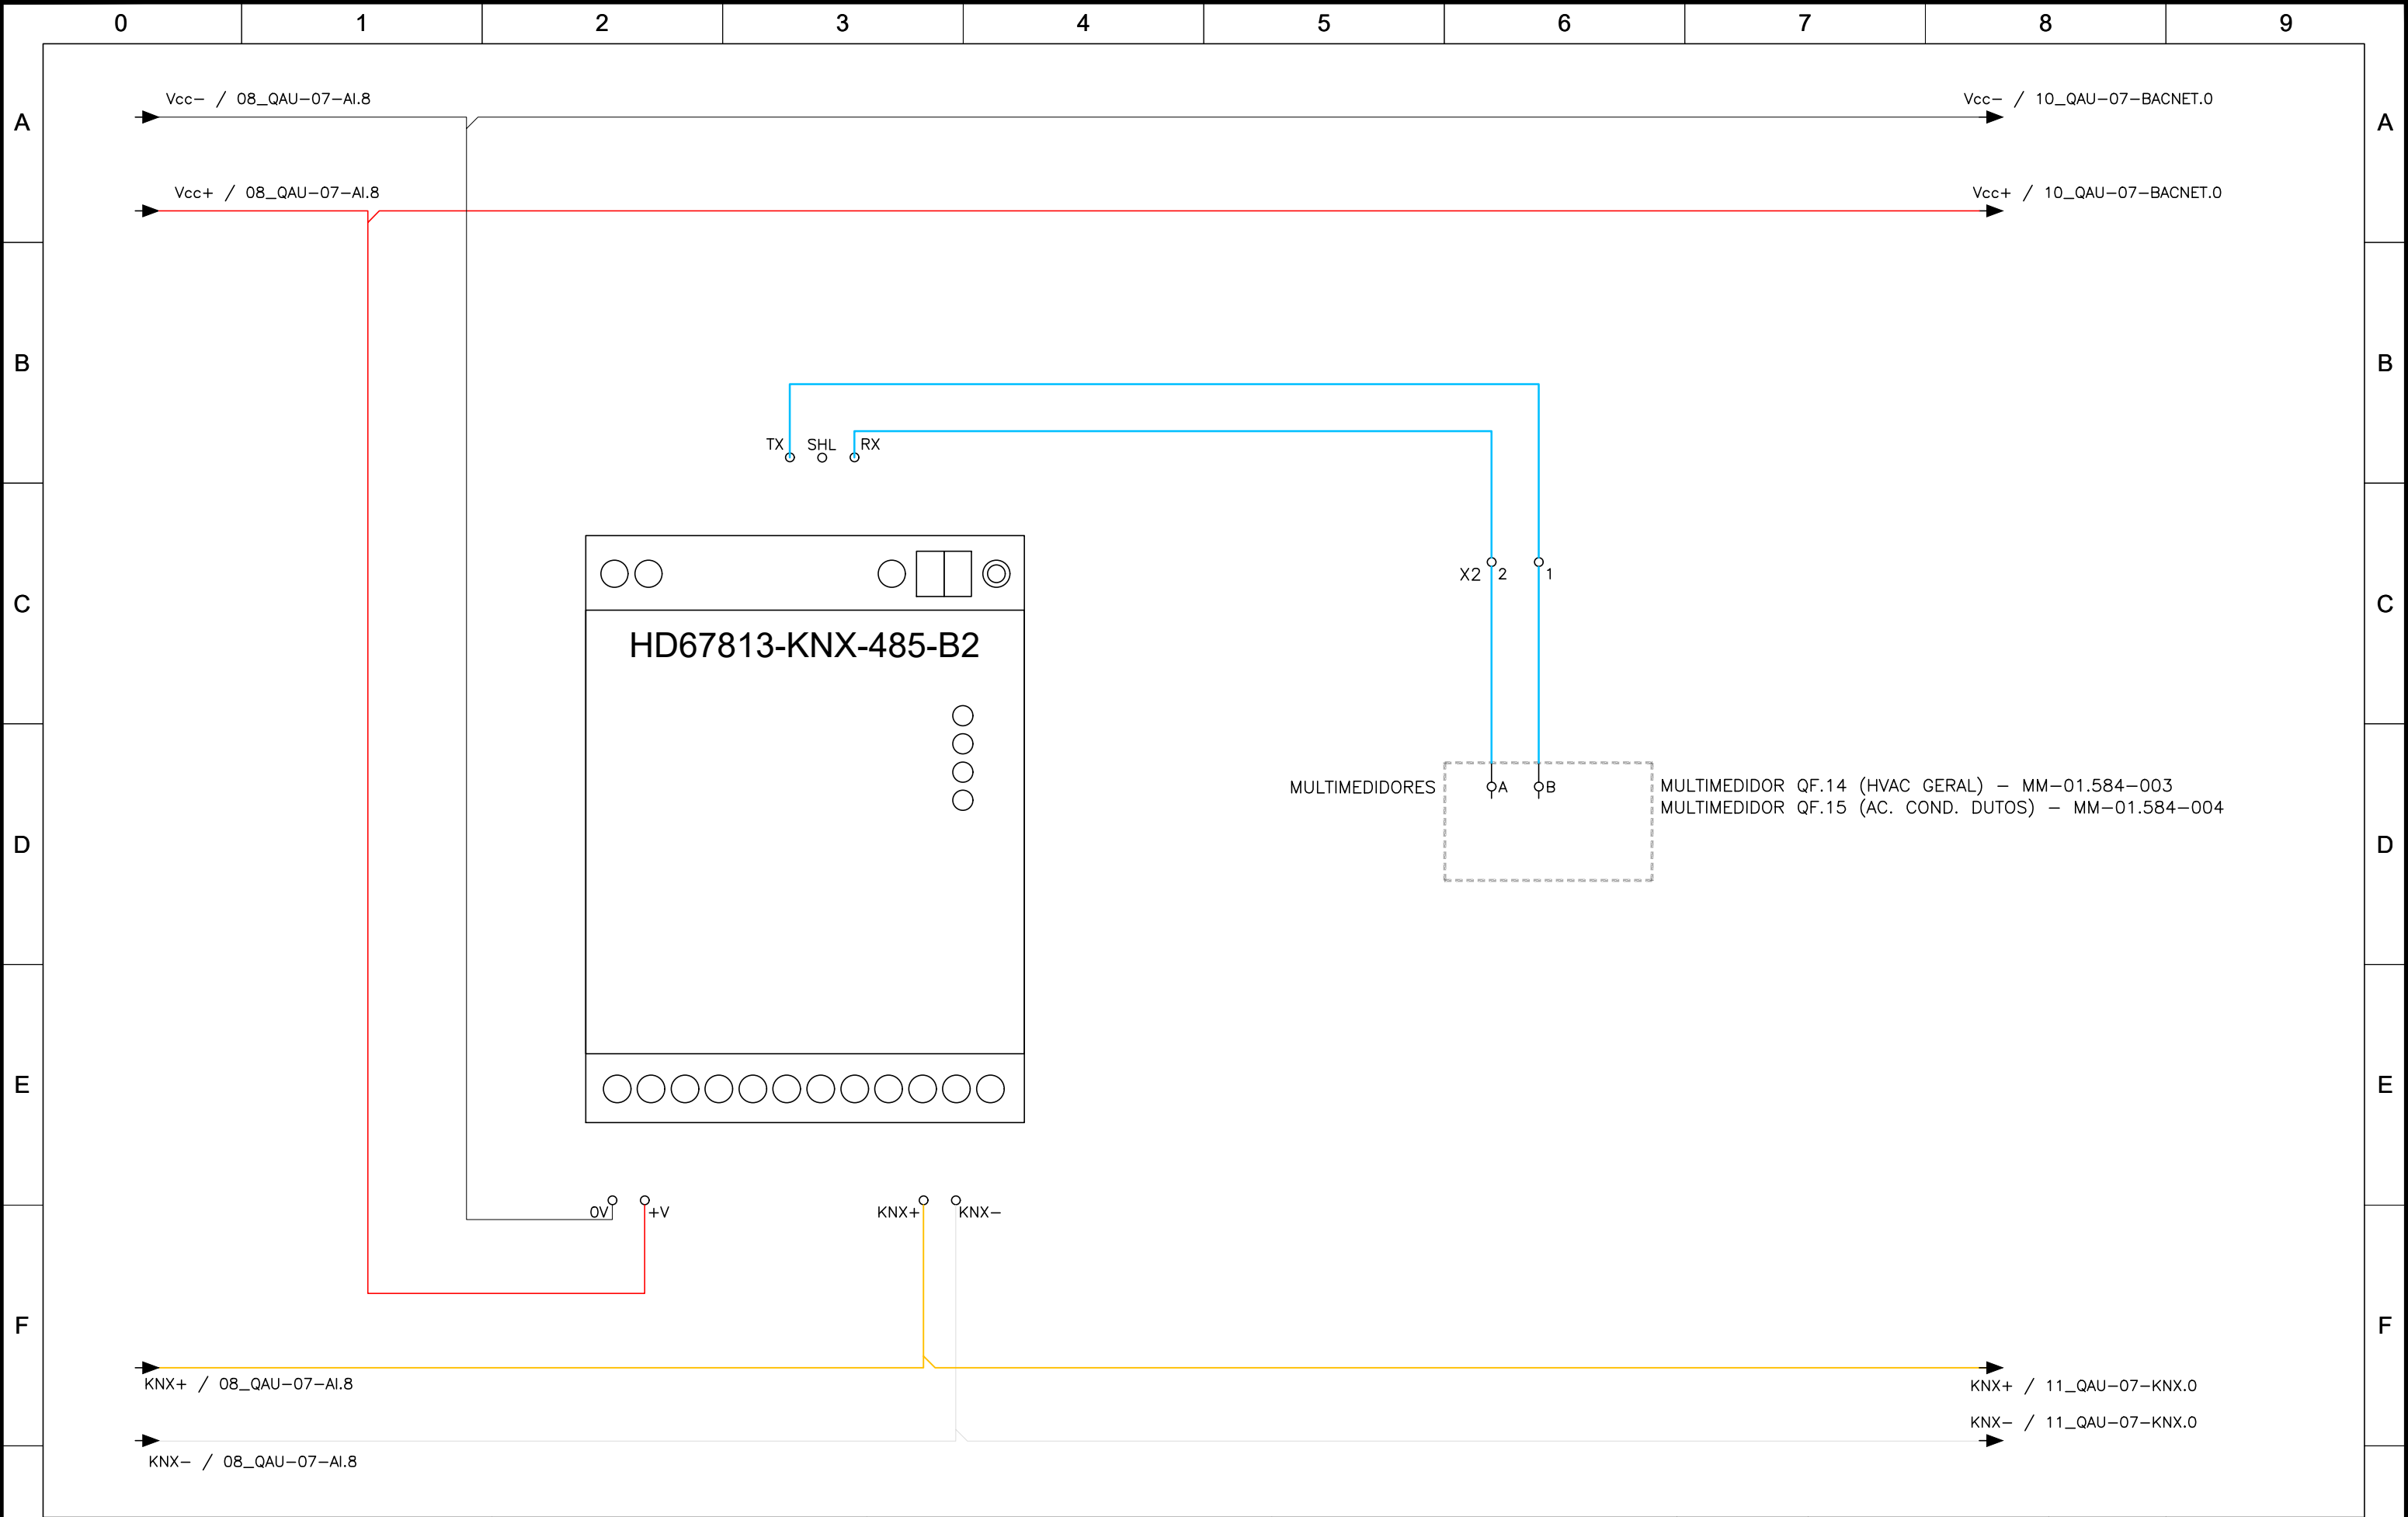 0 1 2 3 4 5 6 7 8 9
Vcc- / 08_QAU-07-AI.8
Vcc- / 10_QAU-07-BACNET.0
A
A
Vcc+ / 08_QAU-07-AI.8
Vcc+ / 10_QAU-07-BACNET.0
B
B
TX SHL RX
X2 2 1
C
C
HD67813-KNX-485-B2
MULTIMEDIDORES
A B
MULTIMEDIDOR QF.14 (HVAC GERAL) - MM-01.584-003
MULTIMEDIDOR QF.15 (AC. COND. DUTOS) - MM-01.584-004
D
D
E
E
0V +V
KNX+ KNX-
F
F
KNX+ / 08_QAU-07-AI.8
KNX+ / 11_QAU-07-KNX.0
KNX- / 11_QAU-07-KNX.0
KNX- / 08_QAU-07-AI.8